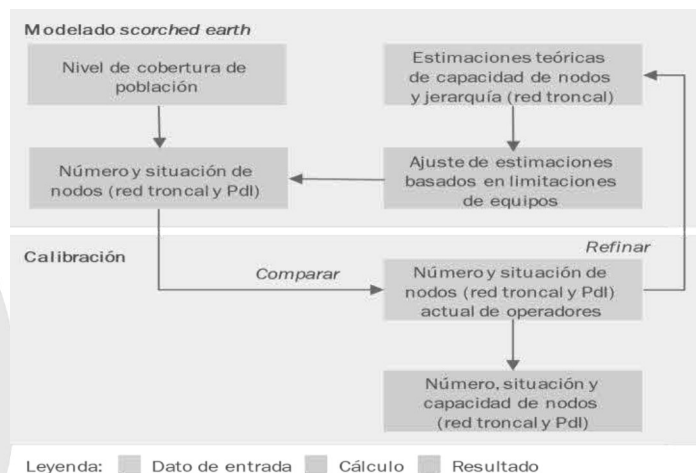 Modelado scorched earth
Nivel de cobertura de
población
Estimaciones teóricas
de capacidad de nodos
y jerarquía (red troncal)
Número y situación de
nodos (red troncal y PdI)
Ajuste de estimaciones
basados en limitaciones
de equipos
Refinar
Calibración
Comparar
Número y situación de
nodos (red troncal y PdI)
actual de operadores
Número, situación y
capacidad de nodos
(red troncal y PdI)
Leyenda: Dato de entrada Cálculo Resultado